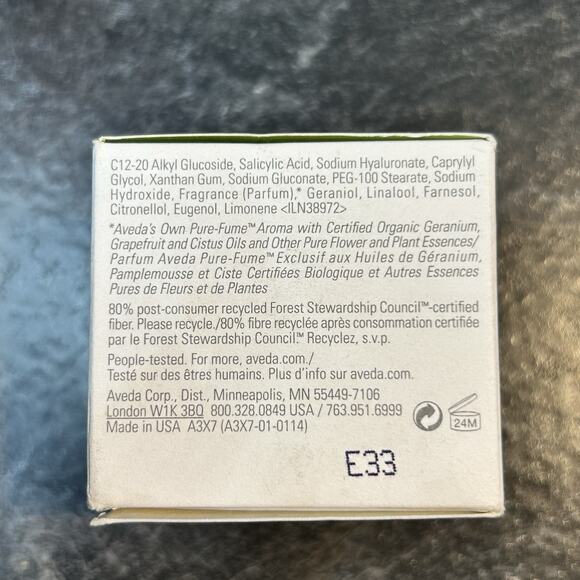 C12-20 Alkyl Glucoside, Salicylic Acid, Sodium Hyaluronate, Caprylyl
Glycol, Xanthan Gum, Sodium Gluconate, PEG-100 Stearate, Sodium
Hydroxide, Fragrance (Parfum),* Geraniol, Linalool, Farnesol,
Citronellol, Eugenol, Limonene <ILN38972>
*Aveda's Own Pure-Fume™ Aroma with Certified Organic Geranium,
Grapefruit and Cistus Oils and Other Pure Flower and Plant Essences/
Parfum Aveda Pure-Fume™ Exclusif aux Huiles de Géranium,
Pamplemousse et Ciste Certifiées Biologique et Autres Essences
Pures de Fleurs et de Plantes
80% post-consumer recycled Forest Stewardship Council™-certified
fiber. Please recycle./80% fibre recyclée après consommation certifiée
par le Forest Stewardship Council.™ Recyclez, s.v.p.
People-tested. For more, aveda.com./
Testé sur des êtres humains. Plus d'info sur aveda.com.
Aveda Corp., Dist., Minneapolis, MN 55449-7106
London W1K 3BQ 800.328.0849 USA / 763.951.6999
Made in USA A3X7 (A3X7-01-0114)
24M
E33